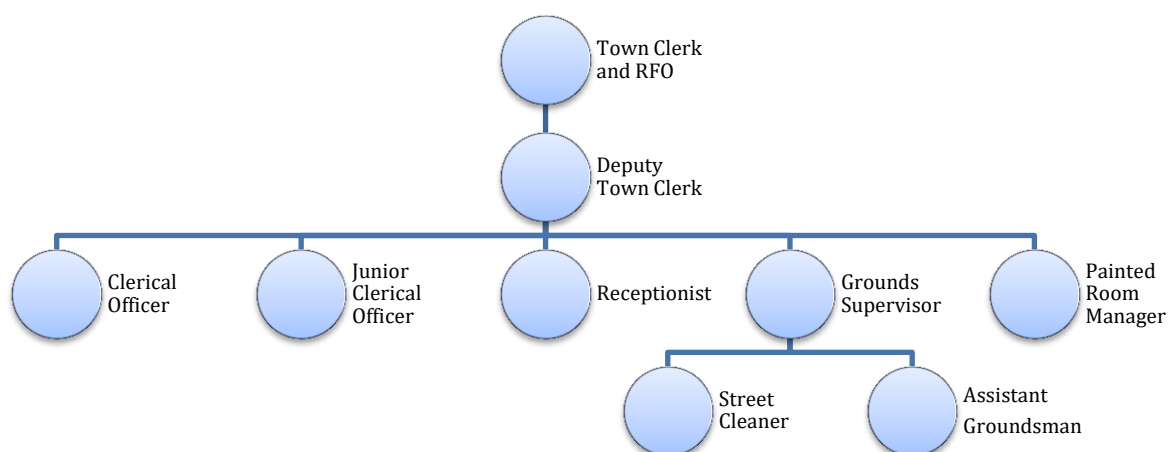 Town Clerk
and RFO
Deputy
Town Clerk
Clerical
Officer
Junior
Clerical
Officer
Receptionist
Grounds
Supervisor
Painted
Room
Manager
Street
Cleaner
Assistant
Groundsman